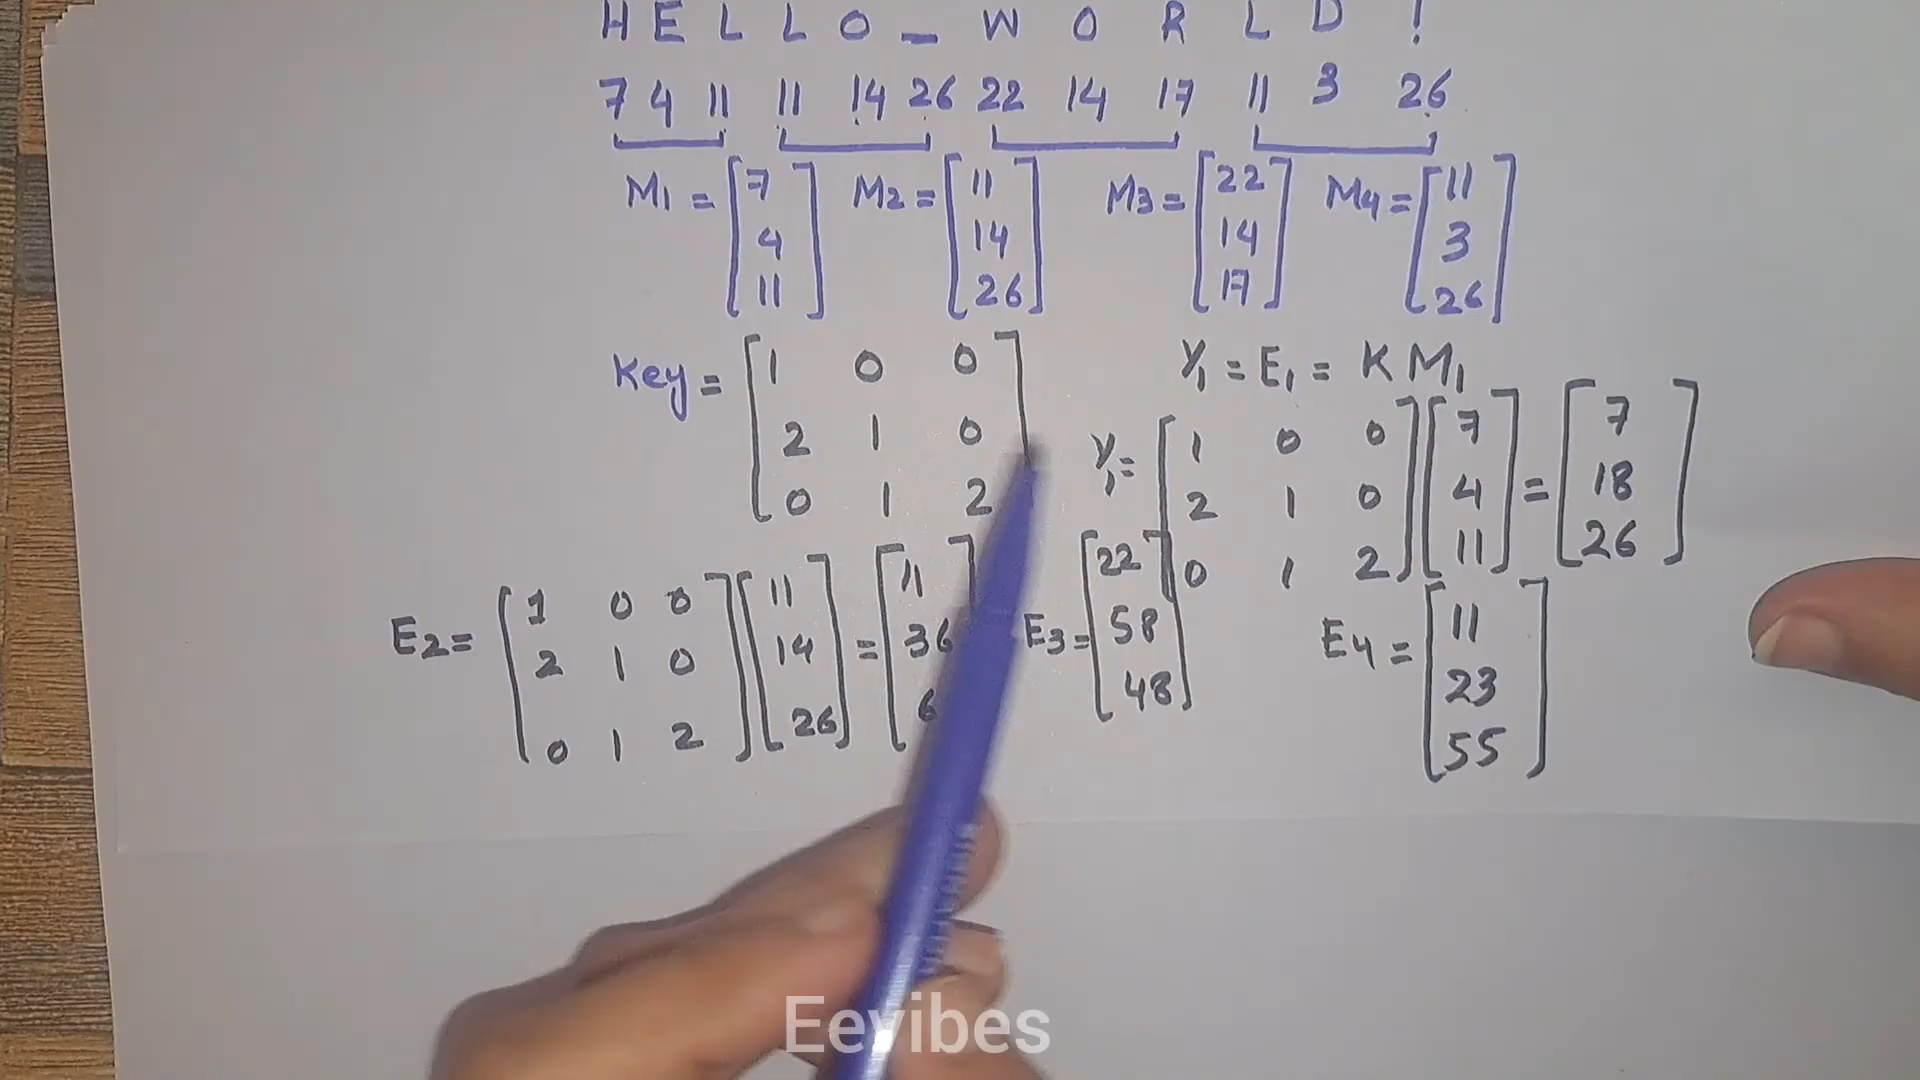 H E L L O _ W O R L D !
7 4 11 11 14 26 22 14 17 11 3 26
M1 = [7 4 11] M2 = [11 14 26] M3 = [22 14 17] M4 = [11 3 26]
Key = [1 0 0
2 1 0
0 1 2]
Y1 = E1 = K M1
Y1 = [1 0 0
2 1 0
0 1 2] [7 4 11] = [7 18 26]
E2 = [1 0 0
2 1 0
0 1 2] [11 14 26] = [11 36 6
E3 = [22 58 48]
E4 = [11 23 55]
Eevibes